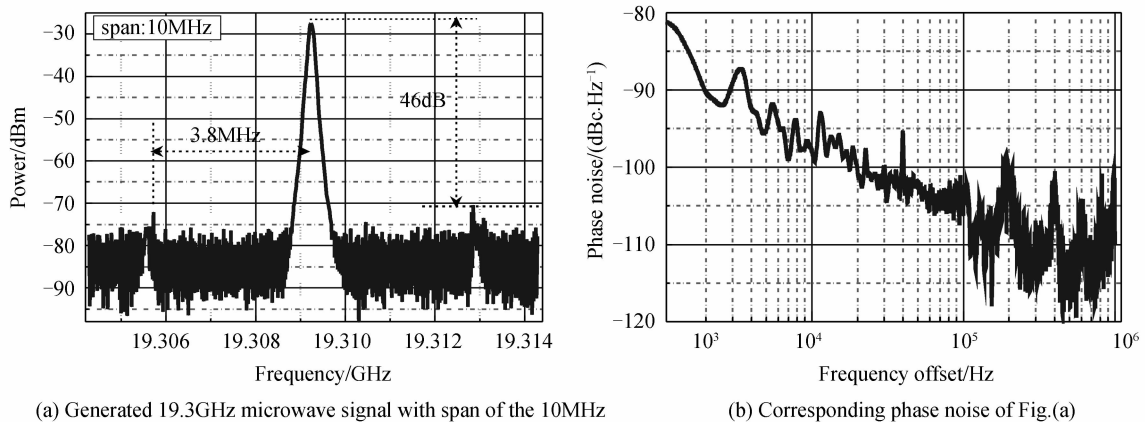 span:10MHz
−30
−40
−50
−60
−70
−80
−90
Power/dBm
46dB
3.8MHz
19.306 19.308 19.310 19.312 19.314
Frequency/GHz
(a) Generated 19.3GHz microwave signal with span of the 10MHz
−80
−90
−100
−110
−120
Phase noise/(dBc·Hz⁻¹)
10³ 10⁴ 10⁵ 10⁶
Frequency offset/Hz
(b) Corresponding phase noise of Fig.(a)